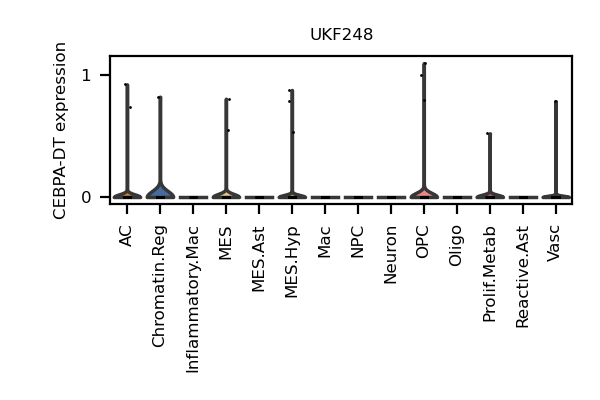 UKF248
CEBPA-DT expression
1
0
AC
Chromatin.Reg
Inflammatory.Mac
MES
MES.Ast
MES.Hyp
Mac
NPC
Neuron
OPC
Oligo
Prolif.Metab
Reactive.Ast
Vasc